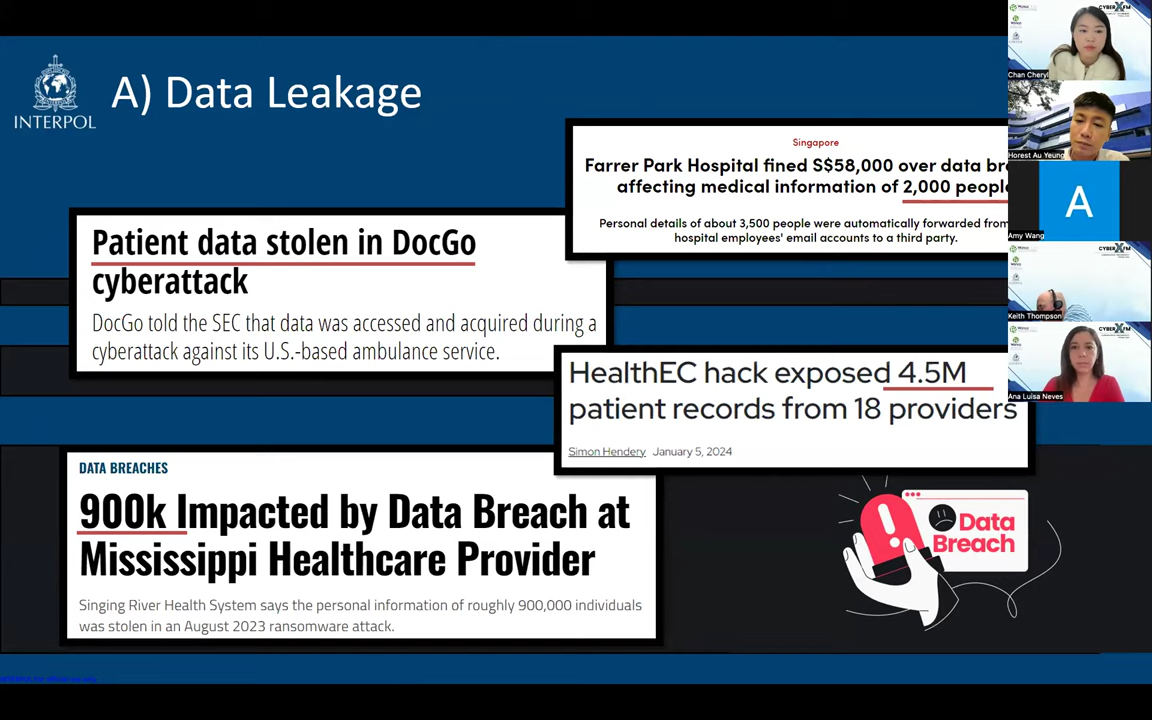 INTERPOL
A) Data Leakage
Singapore
Farrer Park Hospital fined S$58,000 over data
affecting medical information of 2,000 people
Personal details of about 3,500 people were automatically forwarded from
hospital employees' email accounts to a third party.
Patient data stolen in DocGo
cyberattack
DocGo told the SEC that data was accessed and acquired during a
cyberattack against its U.S.-based ambulance service.
HealthEC hack exposed 4.5M
patient records from 18 providers
Simon Hendery January 5, 2024
DATA BREACHES
900k Impacted by Data Breach at
Mississippi Healthcare Provider
Singing River Health System says the personal information of roughly 900,000 individuals
was stolen in an August 2023 ransomware attack.
Data
Breach
CYBER
Chan Cheryl
Horest Au Yeung
A
Amy Wang
CYBER XFM
Keith Thompson
CYBER XFM
Ana Luísa Neves